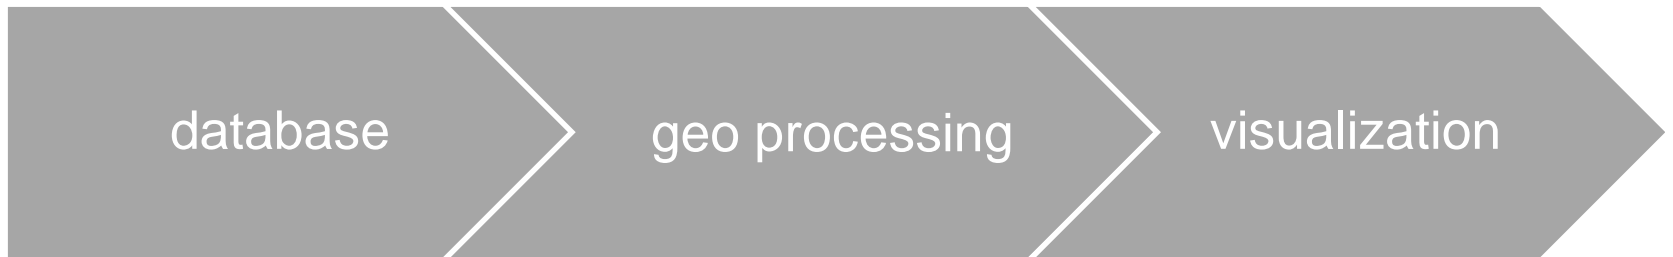 database
geo processing
visualization